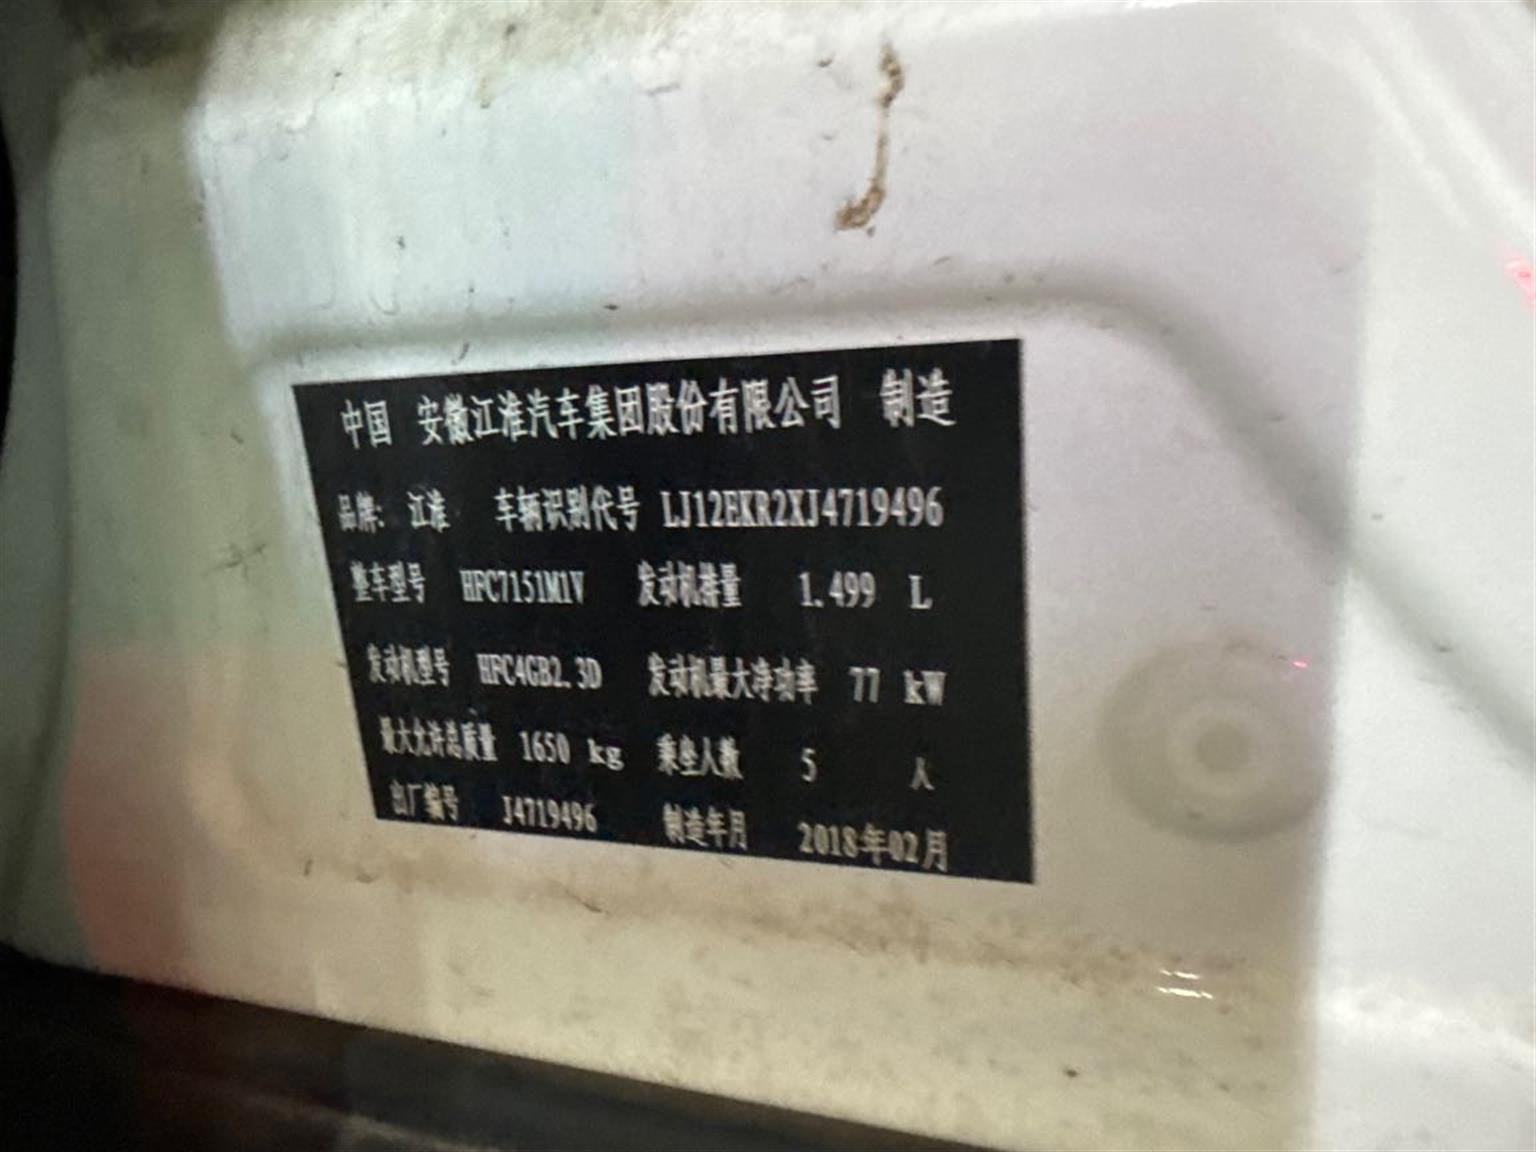 中国 安徽江淮汽车集团股份有限公司 制造
品牌: 江淮 车辆识别代号 LJ12EKR2XJ4719496
整车型号 HFC7151M1V 发动机排量 1.499 L
发动机型号 HFC4GB2.3D 发动机最大净功率 77 kW
最大允许总质量 1650 kg 乘坐人数 5 人
出厂编号 J4719496 制造年月 2018年02月